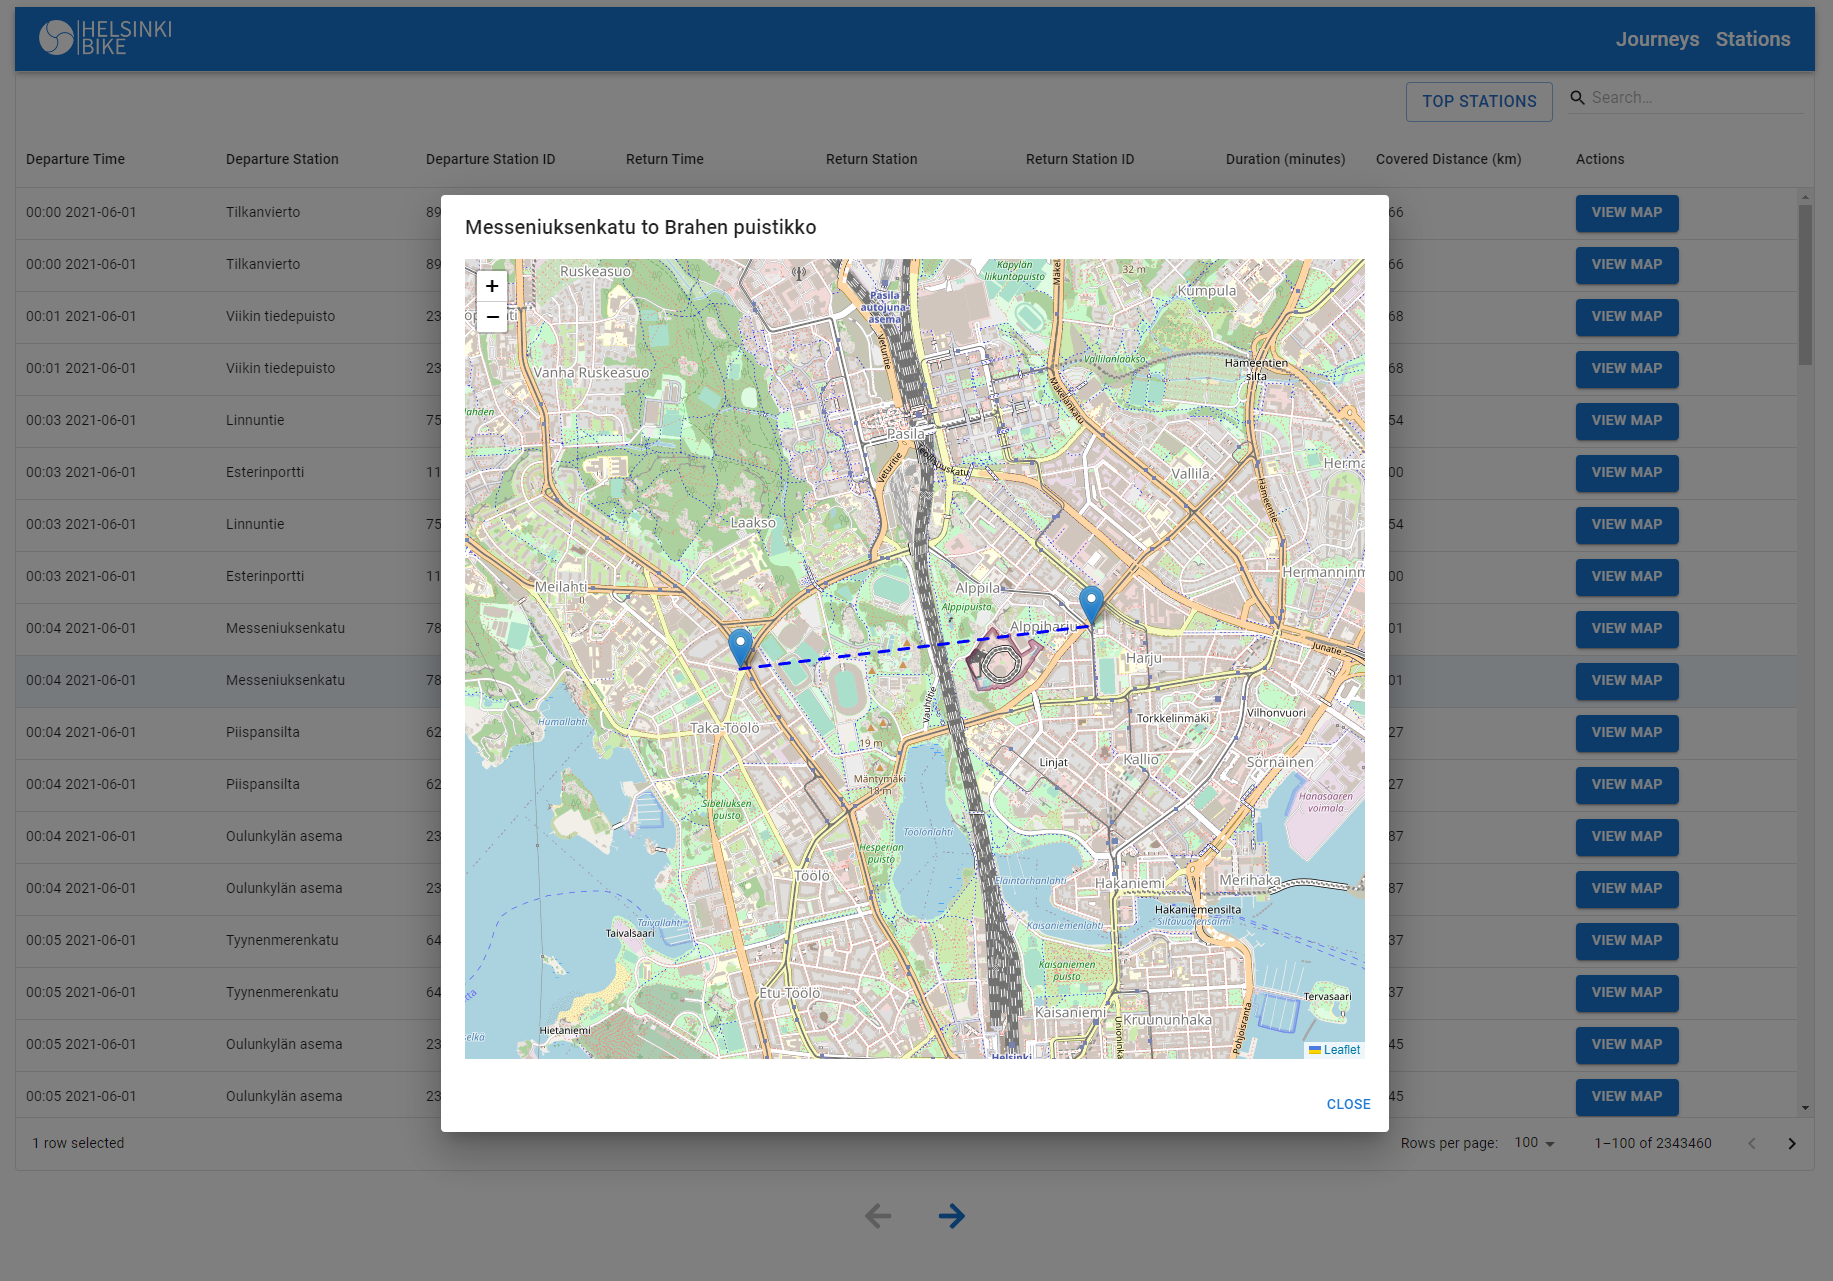 HELSINKI
BIKE
Journeys Stations
TOP STATIONS Search...
Departure Time Departure Station Departure Station ID Return Time Return Station Return Station ID Duration (minutes) Covered Distance (km) Actions
00:00 2021-06-01 Tilkanvierto 89 66 VIEW MAP
00:00 2021-06-01 Tilkanvierto 89 66 VIEW MAP
00:01 2021-06-01 Viikin tiedepuisto 23 68 VIEW MAP
00:01 2021-06-01 Viikin tiedepuisto 23 68 VIEW MAP
00:03 2021-06-01 Linnuntie 75 54 VIEW MAP
00:03 2021-06-01 Esterinportti 11 00 VIEW MAP
00:03 2021-06-01 Linnuntie 75 54 VIEW MAP
00:03 2021-06-01 Esterinportti 11 00 VIEW MAP
00:04 2021-06-01 Messeniuksenkatu 78 01 VIEW MAP
00:04 2021-06-01 Messeniuksenkatu 78 01 VIEW MAP
00:04 2021-06-01 Piispansilta 62 27 VIEW MAP
00:04 2021-06-01 Piispansilta 62 27 VIEW MAP
00:04 2021-06-01 Oulunkylän asema 23 87 VIEW MAP
00:04 2021-06-01 Oulunkylän asema 23 87 VIEW MAP
00:05 2021-06-01 Tyynenmerenkatu 64 37 VIEW MAP
00:05 2021-06-01 Tyynenmerenkatu 64 37 VIEW MAP
00:05 2021-06-01 Oulunkylän asema 23 45 VIEW MAP
00:05 2021-06-01 Oulunkylän asema 23 45 VIEW MAP
1 row selected
Rows per page: 100 1–100 of 2343460
Messeniuksenkatu to Brahen puistikko
+
−
Ruskeasuo
Käpylän
liikuntapuisto
32 m
Kumpula
Pasila
autojuna-
asema
Veturitie
Vallilanlaakso
Hämeentien
silta
Vanha Ruskeasuo
Mäkelänkatu
Pasila
Veturitie
Vallila
Hämeentie
Herma
Laakso
Meilahti
Alppila
Alppipuisto
Hermanninm
Alppiharju
Harju
Junatie
Humallahti
Vauhtitie
Taka-Töölö
19 m
Torkkelinmäki
Vilhonvuori
Linjat
Kallio
Sörnäinen
Mäntymäki
18 m
Sibeliuksen
puisto
Hanasaaren
voimala
Töölönlahti
Hesperian
puisto
Töölö
Eläintarhanlahti
Hakaniemi
Merihaka
Hakaniemensilta
Siltavuorensalmi
Taivallahti
Taivalsaari
Kaisaniemenlahti
Kaisaniemen
puisto
Etu-Töölö
Tervasaari
Hietaniemi
Kaisaniemi
Kruununhaka
Unioninka
Pohjoisranta
selkä
Helsinki
Leaflet
CLOSE